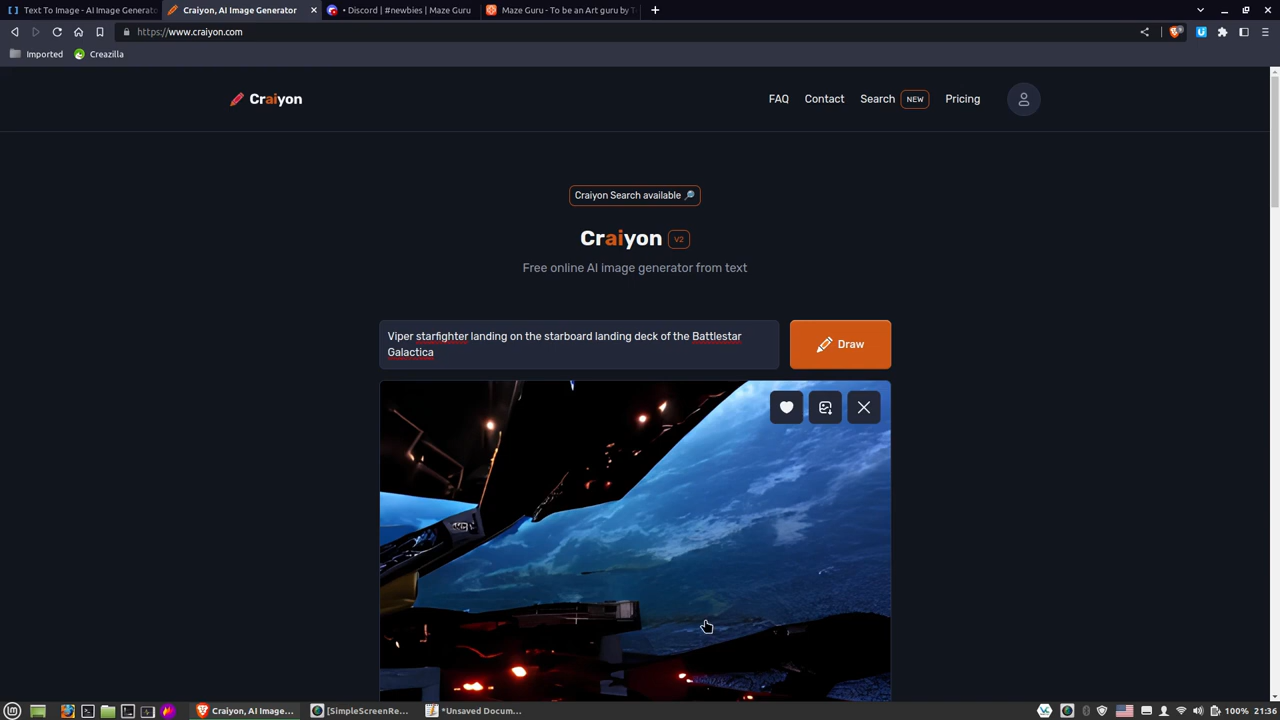 Text To Image - AI Image Generato
Craiyon, AI Image Generator
• Discord | #newbies | Maze Guru
Maze Guru - To be an Art guru by T
https://www.craiyon.com
Imported
Creazilla
Craiyon
FAQ
Contact
Search
NEW
Pricing
Craiyon Search available
Craiyon
V2
Free online AI image generator from text
Viper starfighter landing on the starboard landing deck of the Battlestar
Galactica
Draw
Craiyon, AI Image...
[SimpleScreenRe...
*Unsaved Docum...
100%
21:36